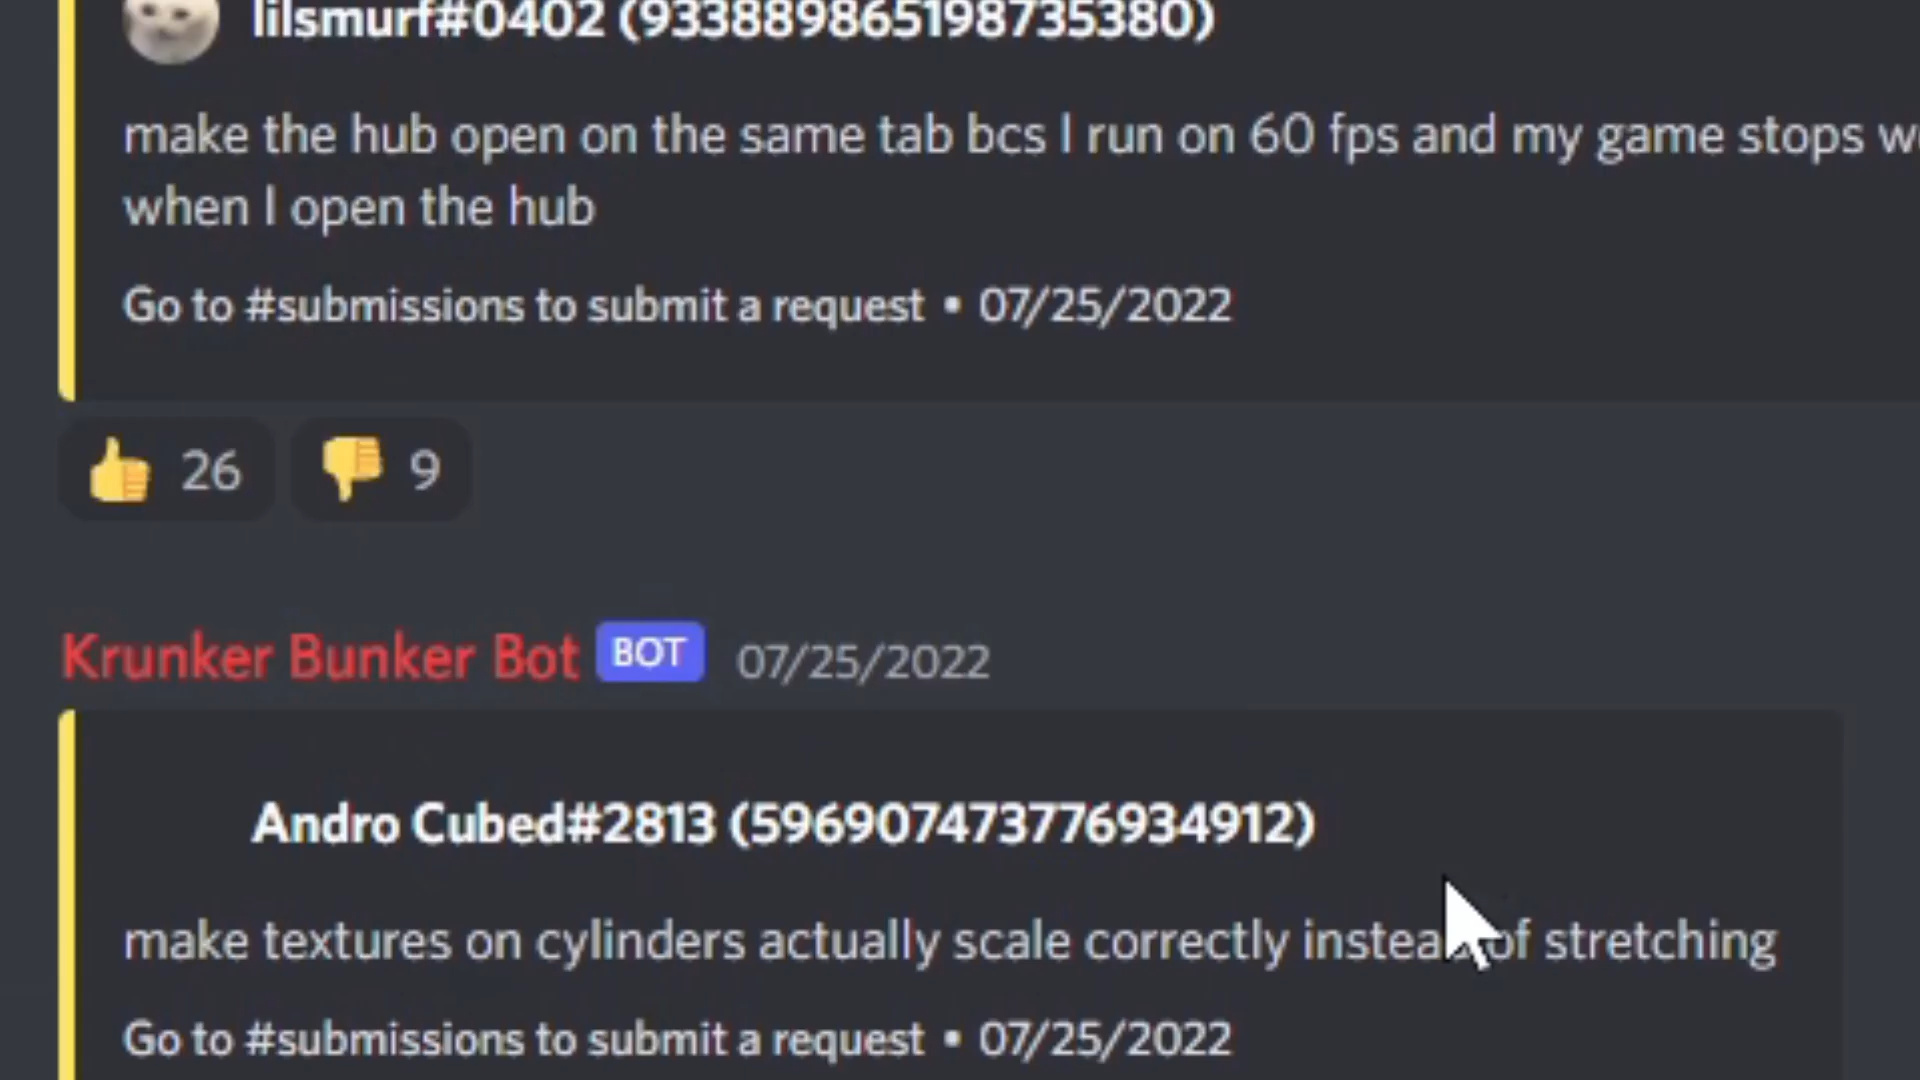 lilsmurf#0402 (933889865198735380)
make the hub open on the same tab bcs I run on 60 fps and my game stops
when I open the hub
Go to #submissions to submit a request • 07/25/2022
26 9
Krunker Bunker Bot BOT 07/25/2022
Andro Cubed#2813 (596907473776934912)
make textures on cylinders actually scale correctly instead of stretching
Go to #submissions to submit a request • 07/25/2022